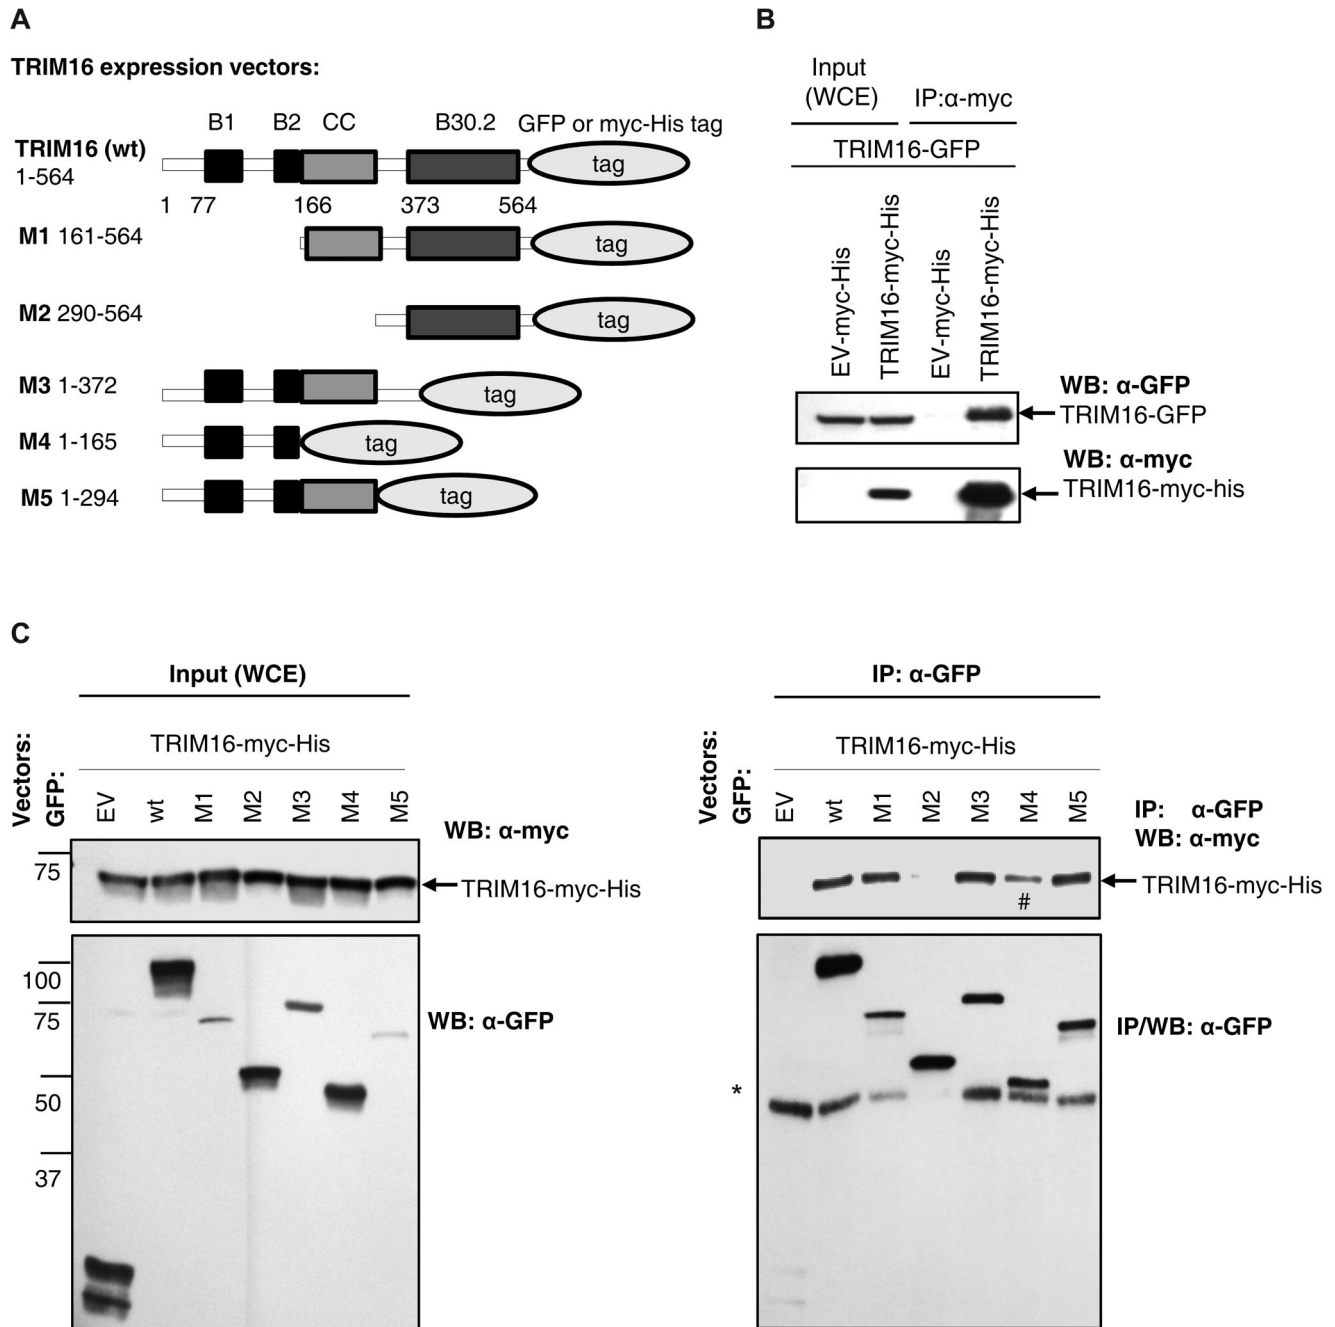 A
TRIM16 expression vectors:
B1 B2 CC B30.2 GFP or myc-His tag
TRIM16 (wt)
1-564
tag
1 77 166 373 564
M1 161-564
tag
M2 290-564
tag
M3 1-372
tag
M4 1-165
tag
M5 1-294
tag
B
Input
(WCE)
IP:α-myc
TRIM16-GFP
EV-myc-His
TRIM16-myc-His
EV-myc-His
TRIM16-myc-His
WB: α-GFP
TRIM16-GFP
WB: α-myc
TRIM16-myc-his
C
Input (WCE)
TRIM16-myc-His
Vectors:
GFP:
EV wt M1 M2 M3 M4 M5
WB: α-myc
75
TRIM16-myc-His
100
75
50
37
WB: α-GFP
IP: α-GFP
TRIM16-myc-His
Vectors:
GFP:
EV wt M1 M2 M3 M4 M5
IP: α-GFP
WB: α-myc
TRIM16-myc-His
#
IP/WB: α-GFP
*